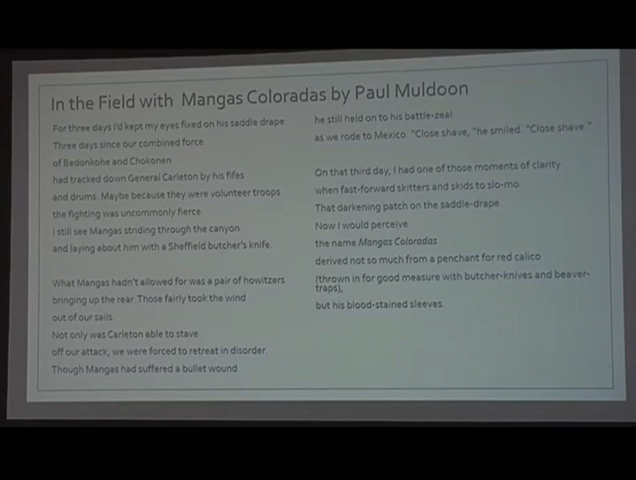 In the Field with Mangas Coloradas by Paul Muldoon
For three days I'd kept my eyes fixed on his saddle drape.
Three days since our combined force
of Bedonkohe and Chokonen
had tracked down General Carleton by his fifes
and drums. Maybe because they were volunteer troops
the fighting was uncommonly fierce.
I still see Mangas striding through the canyon
and laying about him with a Sheffield butcher's knife.
What Mangas hadn't allowed for was a pair of howitzers
bringing up the rear. Those fairly took the wind
out of our sails.
Not only was Carleton able to stave
off our attack, we were forced to retreat in disorder.
Though Mangas had suffered a bullet wound
he still held on to his battle-zeal
as we rode to Mexico. "Close shave, "he smiled. "Close shave."
On that third day, I had one of those moments of clarity
when fast-forward skitters and skids to slo-mo.
That darkening patch on the saddle-drape.
Now I would perceive
the name Mangas Coloradas
derived not so much from a penchant for red calico
(thrown in for good measure with butcher-knives and beaver-
traps),
but his blood-stained sleeves.